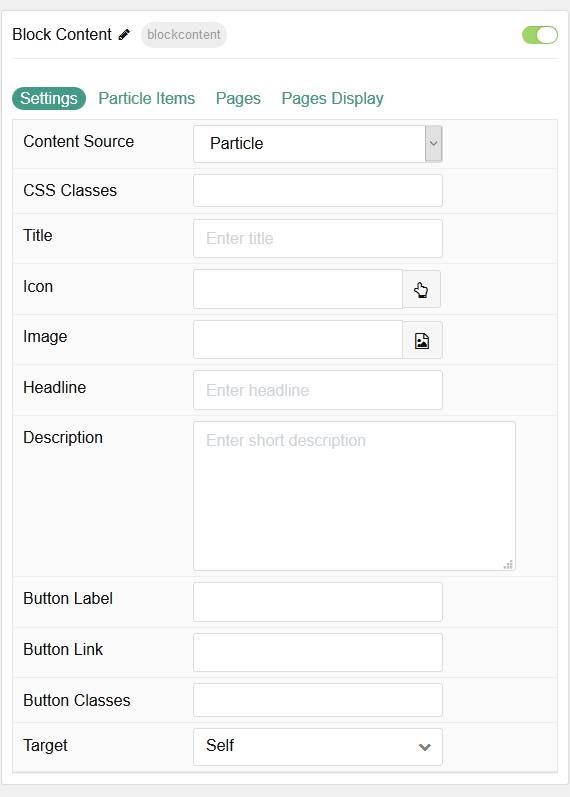 Block Content blockcontent
Settings Particle Items Pages Pages Display
Content Source Particle
CSS Classes
Title Enter title
Icon
Image
Headline Enter headline
Description Enter short description
Button Label
Button Link
Button Classes
Target Self